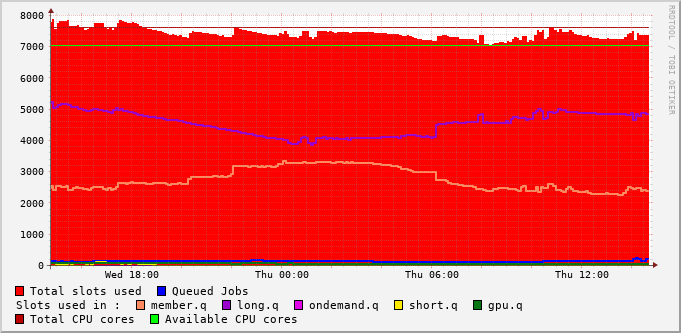 8000
7000
6000
5000
4000
3000
2000
1000
0
Wed 18:00 Thu 00:00 Thu 06:00 Thu 12:00
RRDTOOL / TOBI OETIKER
Total slots used Queued Jobs
Slots used in : member.q long.q ondemand.q short.q gpu.q
Total CPU cores Available CPU cores